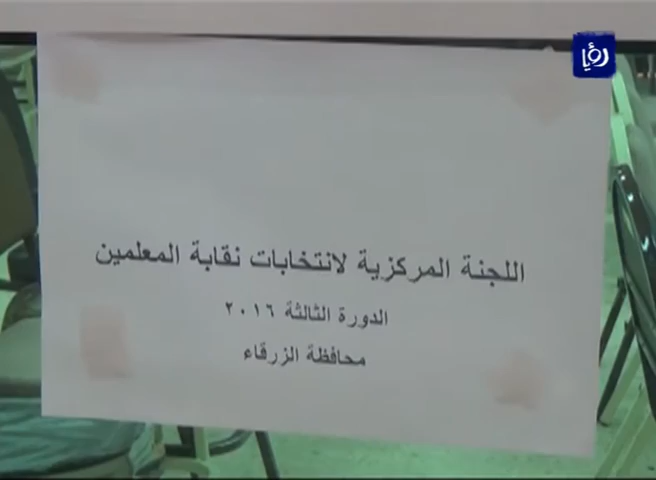 رؤيا
اللجنة المركزية لانتخابات نقابة المعلمين
الدورة الثالثة ٢٠١٦
محافظة الزرقاء